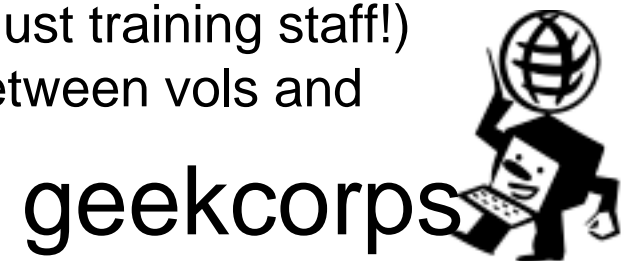 ust training staff!)
etween vols and
geekcorps